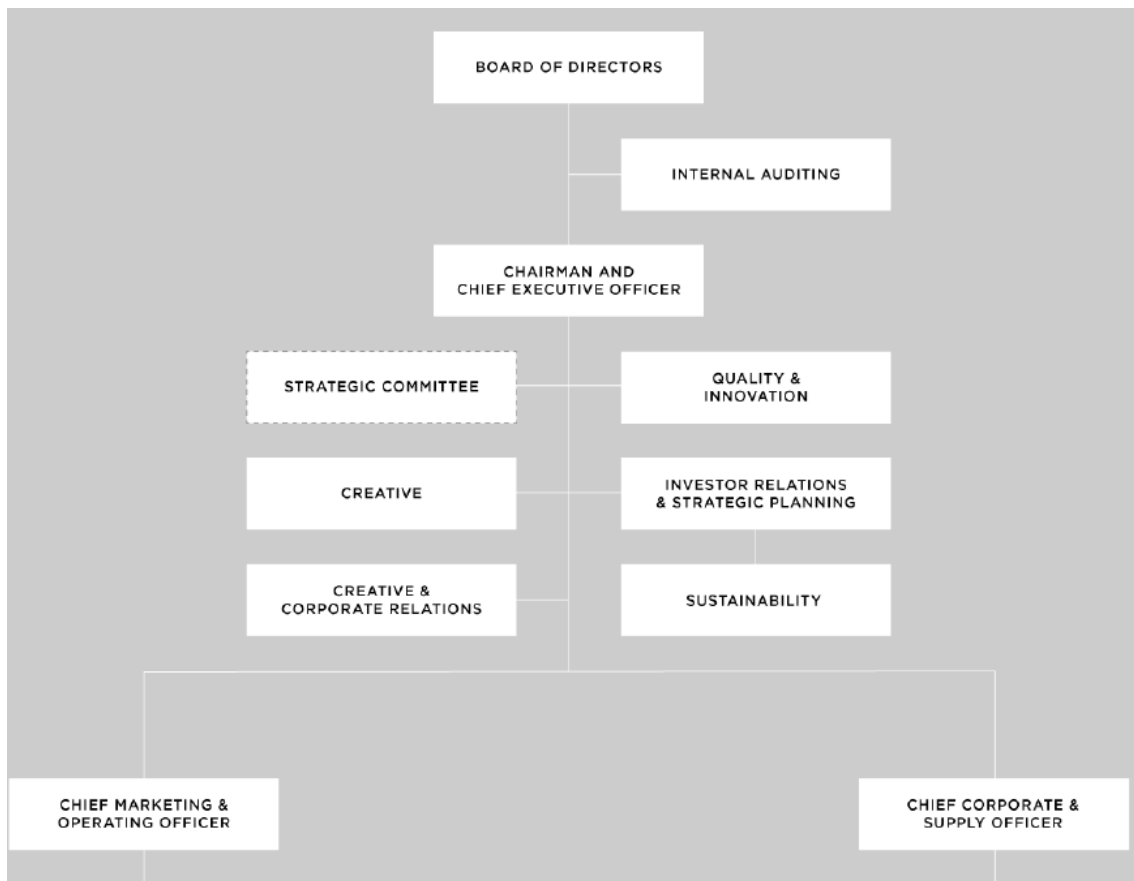 BOARD OF DIRECTORS
INTERNAL AUDITING
CHAIRMAN AND
CHIEF EXECUTIVE OFFICER
STRATEGIC COMMITTEE
QUALITY &
INNOVATION
CREATIVE
INVESTOR RELATIONS
& STRATEGIC PLANNING
CREATIVE &
CORPORATE RELATIONS
SUSTAINABILITY
CHIEF MARKETING &
OPERATING OFFICER
CHIEF CORPORATE &
SUPPLY OFFICER